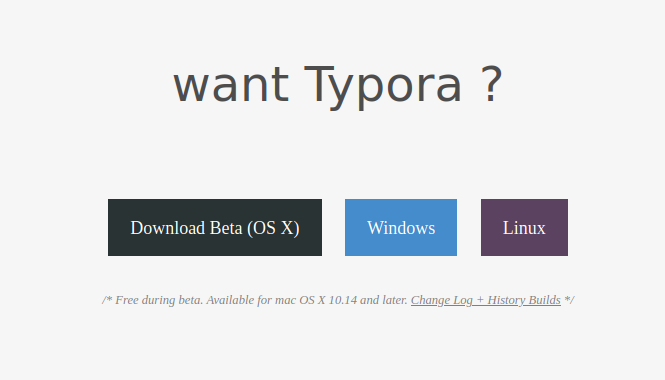 want Typora ?
Download Beta (OS X) Windows Linux
/* Free during beta. Available for mac OS X 10.14 and later. Change Log + History Builds */